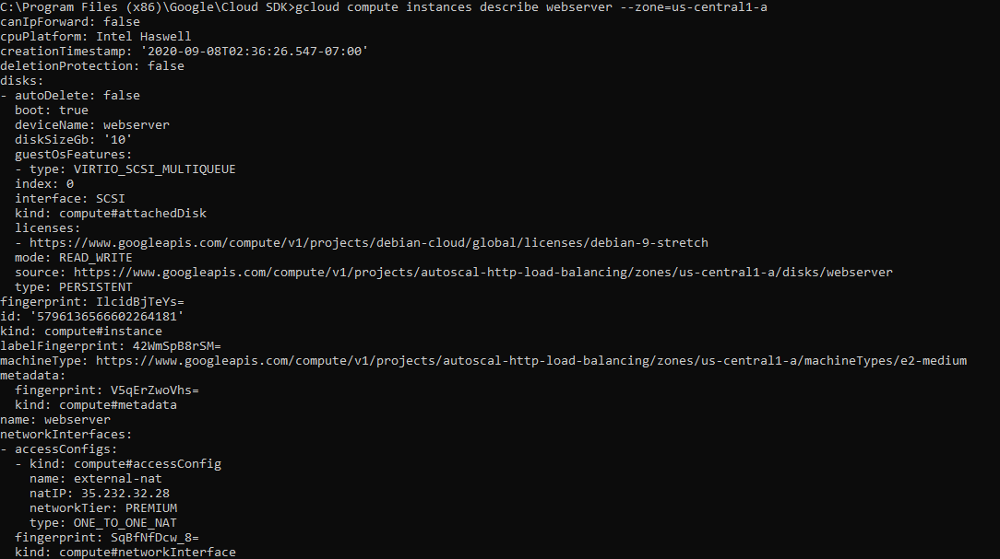 C:\Program Files (x86)\Google\Cloud SDK>gcloud compute instances describe webserver --zone=us-central1-a
canIpForward: false
cpuPlatform: Intel Haswell
creationTimestamp: '2020-09-08T02:36:26.547-07:00'
deletionProtection: false
disks:
- autoDelete: false
  boot: true
  deviceName: webserver
  diskSizeGb: '10'
  guestOsFeatures:
  - type: VIRTIO_SCSI_MULTIQUEUE
  index: 0
  interface: SCSI
  kind: compute#attachedDisk
  licenses:
  - https://www.googleapis.com/compute/v1/projects/debian-cloud/global/licenses/debian-9-stretch
  mode: READ_WRITE
  source: https://www.googleapis.com/compute/v1/projects/autoscal-http-load-balancing/zones/us-central1-a/disks/webserver
  type: PERSISTENT
fingerprint: IlcidBjTeYs=
id: '5796136566602264181'
kind: compute#instance
labelFingerprint: 42WmSpB8rSM=
machineType: https://www.googleapis.com/compute/v1/projects/autoscal-http-load-balancing/zones/us-central1-a/machineTypes/e2-medium
metadata:
  fingerprint: V5qErZwoVhs=
  kind: compute#metadata
name: webserver
networkInterfaces:
- accessConfigs:
  - kind: compute#accessConfig
    name: external-nat
    natIP: 35.232.32.28
    networkTier: PREMIUM
    type: ONE_TO_ONE_NAT
  fingerprint: SqBfNfDcw_8=
  kind: compute#networkInterface